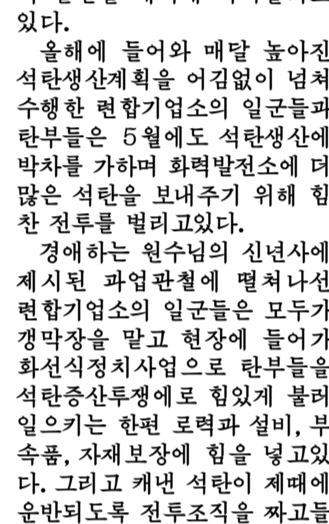 있다.
올해에 들어와 매달 높아진
석탄생산계획을 어김없이 넘쳐
수행한 련합기업소의 일군들과
탄부들은 5월에도 석탄생산에
박차를 가하며 화력발전소에 더
많은 석탄을 보내주기 위해 힘
찬 전투를 벌리고있다.
경애하는 원수님의 신년사에
제시된 과업관철에 떨쳐나선
련합기업소의 일군들은 모두가
갱막장을 맡고 현장에 들어가
화선식정치사업으로 탄부들을
석탄증산투쟁에로 힘있게 불러
일으키는 한편 로력과 설비, 부
속품, 자재보장에 힘을 넣고있
다. 그리고 캐낸 석탄이 제때에
운반되도록 전투조직을 짜고들